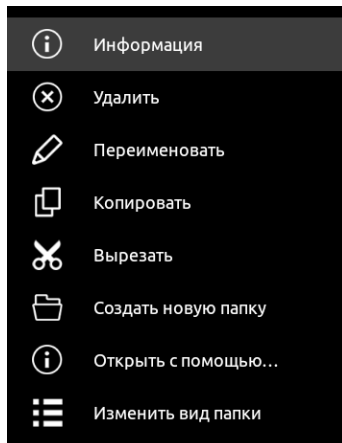 Информация
Удалить
Переименовать
Копировать
Вырезать
Создать новую папку
Открыть с помощью...
Изменить вид папки